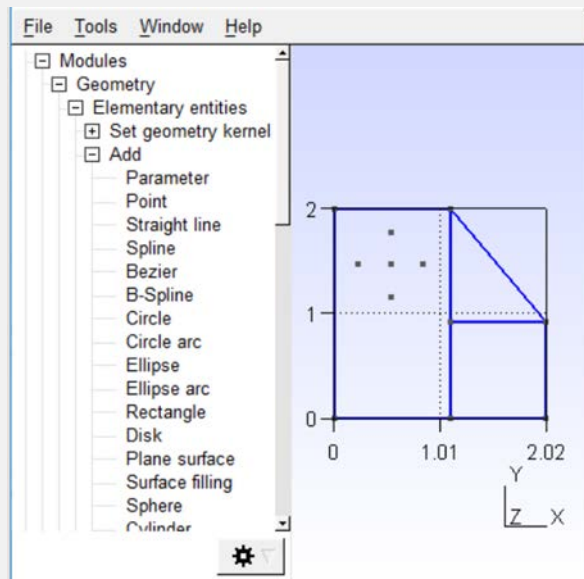 File Tools Window Help
Modules
Geometry
Elementary entities
Set geometry kernel
Add
Parameter
Point
Straight line
Spline
Bezier
B-Spline
Circle
Circle arc
Ellipse
Ellipse arc
Rectangle
Disk
Plane surface
Surface filling
Sphere
Cylinder
2
1
0
0 1.01 2.02
Y
Z X